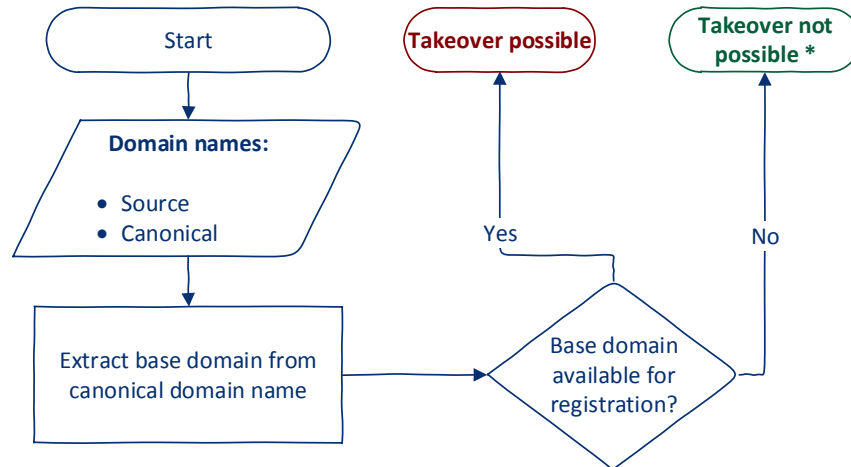 Start
Takeover possible
Takeover not
possible *
Domain names:
• Source
• Canonical
Yes
No
Extract base domain from
canonical domain name
Base domain
available for
registration?